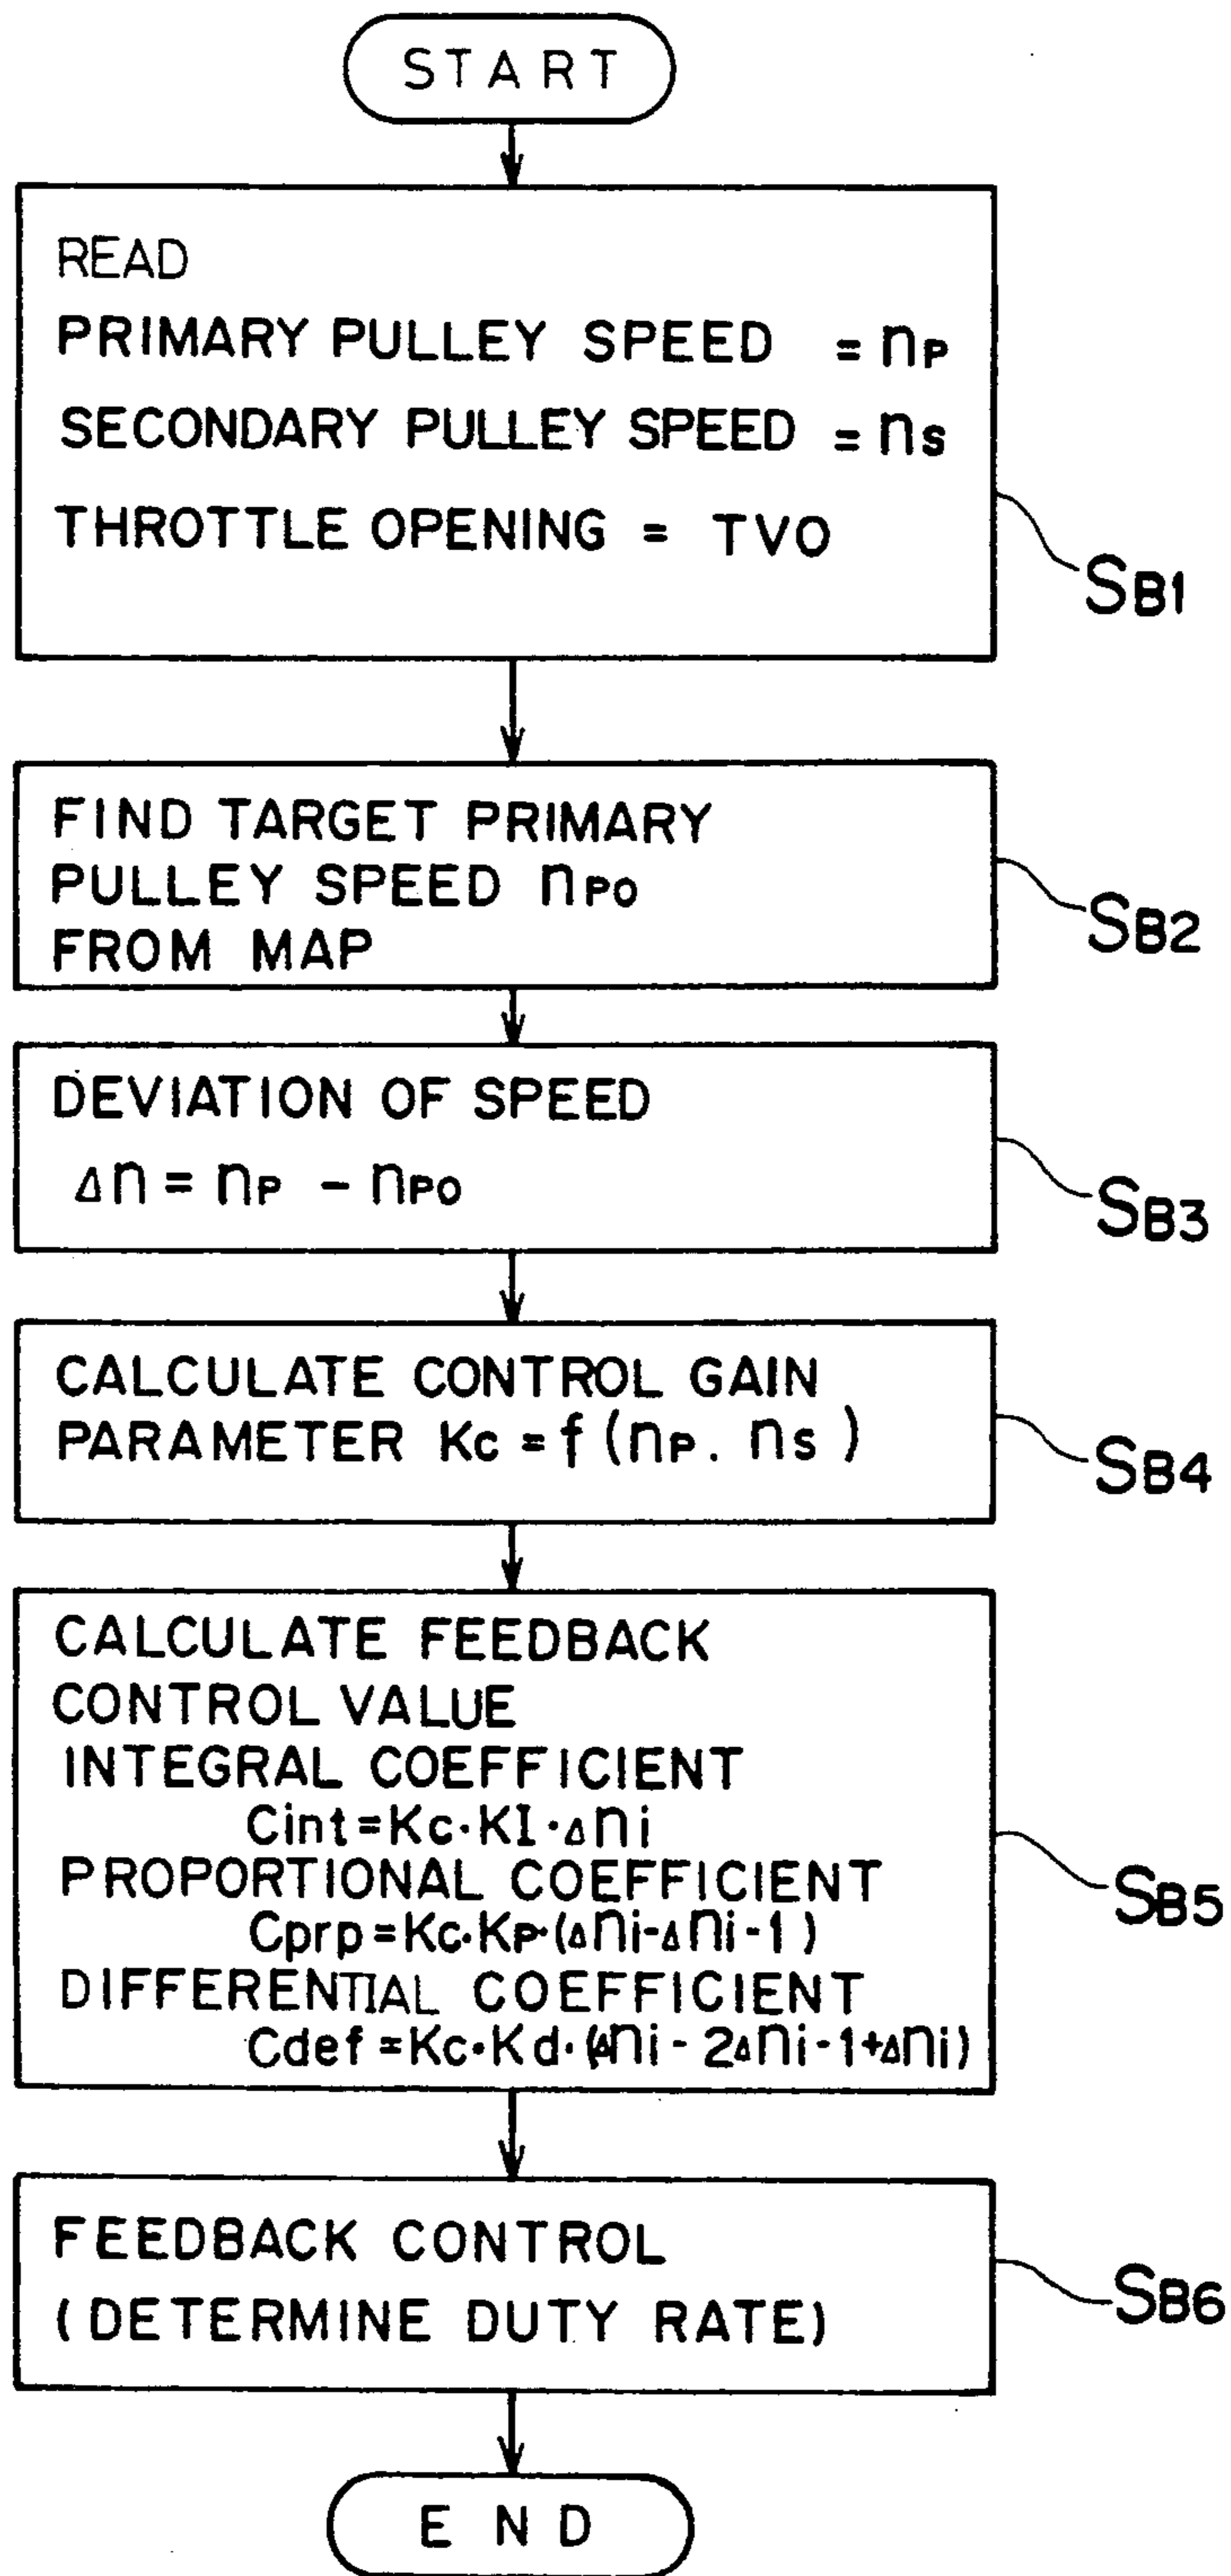 START
READ
PRIMARY PULLEY SPEED = nP
SECONDARY PULLEY SPEED = nS
THROTTLE OPENING = TVO
SB1
FIND TARGET PRIMARY
PULLEY SPEED nPO
FROM MAP
SB2
DEVIATION OF SPEED
Δn = nP - nPO
SB3
CALCULATE CONTROL GAIN
PARAMETER Kc = f (nP. nS)
SB4
CALCULATE FEEDBACK
CONTROL VALUE
INTEGRAL COEFFICIENT
Cint=Kc·KI·Δni
PROPORTIONAL COEFFICIENT
Cprp=Kc·KP·(Δni-Δni-1)
DIFFERENTIAL COEFFICIENT
Cdef=Kc·Kd·(Δni-2Δni-1+Δni)
SB5
FEEDBACK CONTROL
(DETERMINE DUTY RATE)
SB6
END